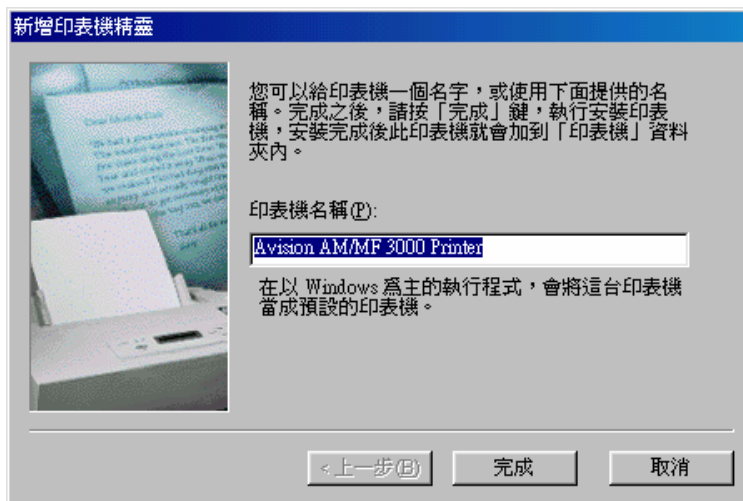 新增印表機精靈
您可以給印表機一個名字，或使用下面提供的名
稱。完成之後，請按「完成」鍵，執行安裝印表
機，安裝完成後此印表機就會加到「印表機」資料
夾內。
印表機名稱(P):
Avision AM/MF 3000 Printer
在以 Windows 為主的執行程式，會將這台印表機
當成預設的印表機。
<上一步(B)
完成
取消